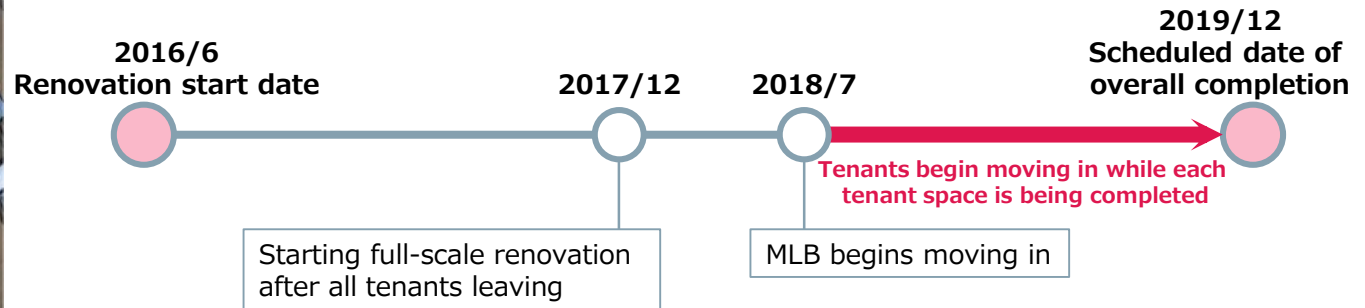 2016/6
Renovation start date
2017/12
2018/7
2019/12
Scheduled date of
overall completion
Tenants begin moving in while each
tenant space is being completed
Starting full-scale renovation
after all tenants leaving
MLB begins moving in